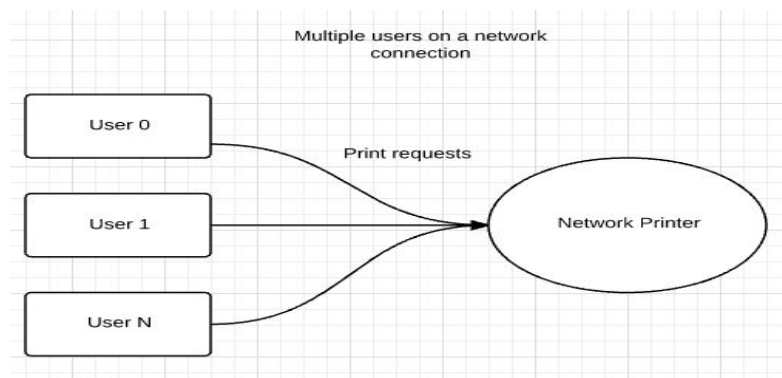 Multiple users on a network
connection
User 0
Print requests
User 1
Network Printer
User N